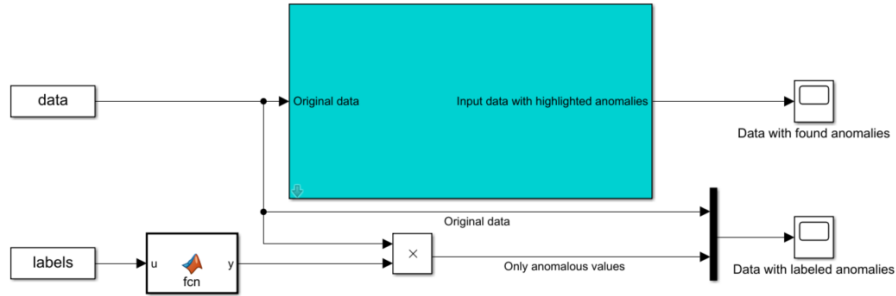 data
Original data
Input data with highlighted anomalies
Data with found anomalies
Original data
labels
u
y
fcn
×
Only anomalous values
Data with labeled anomalies